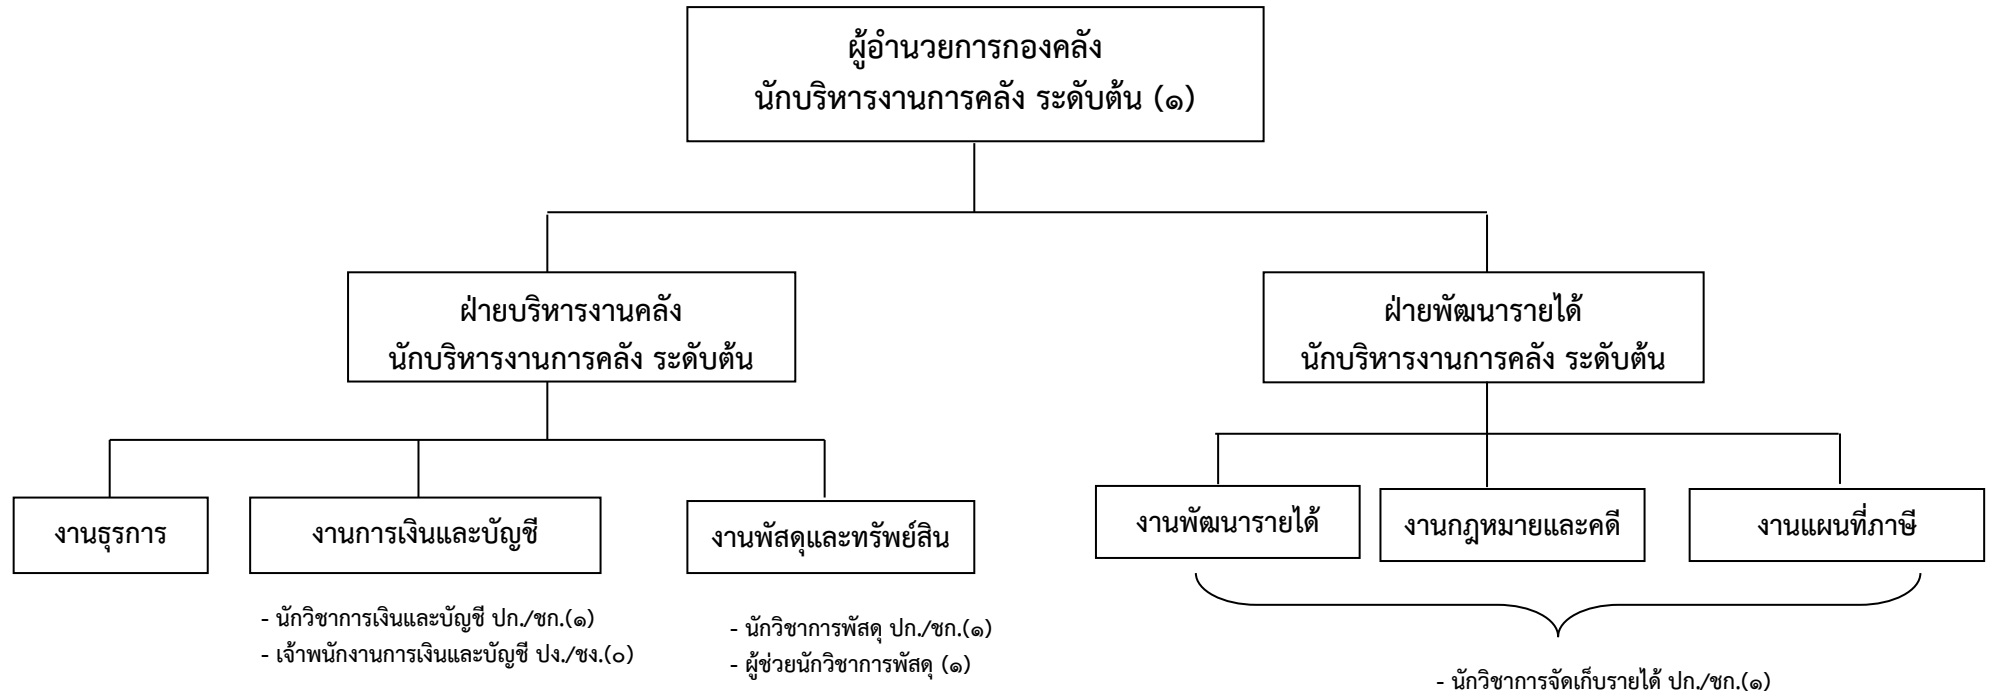 ผู้อำนวยการกองคลัง
นักบริหารงานการคลัง ระดับต้น (๑)
ฝ่ายบริหารงานคลัง
นักบริหารงานการคลัง ระดับต้น
ฝ่ายพัฒนารายได้
นักบริหารงานการคลัง ระดับต้น
งานธุรการ
งานการเงินและบัญชี
งานพัสดุและทรัพย์สิน
งานพัฒนารายได้
งานกฎหมายและคดี
งานแผนที่ภาษี
- นักวิชาการเงินและบัญชี ปก./ชก.(๑)
- เจ้าพนักงานการเงินและบัญชี ปง./ชง.(๐)
- นักวิชาการพัสดุ ปก./ชก.(๑)
- ผู้ช่วยนักวิชาการพัสดุ (๑)
- นักวิชาการจัดเก็บรายได้ ปก./ชก.(๑)